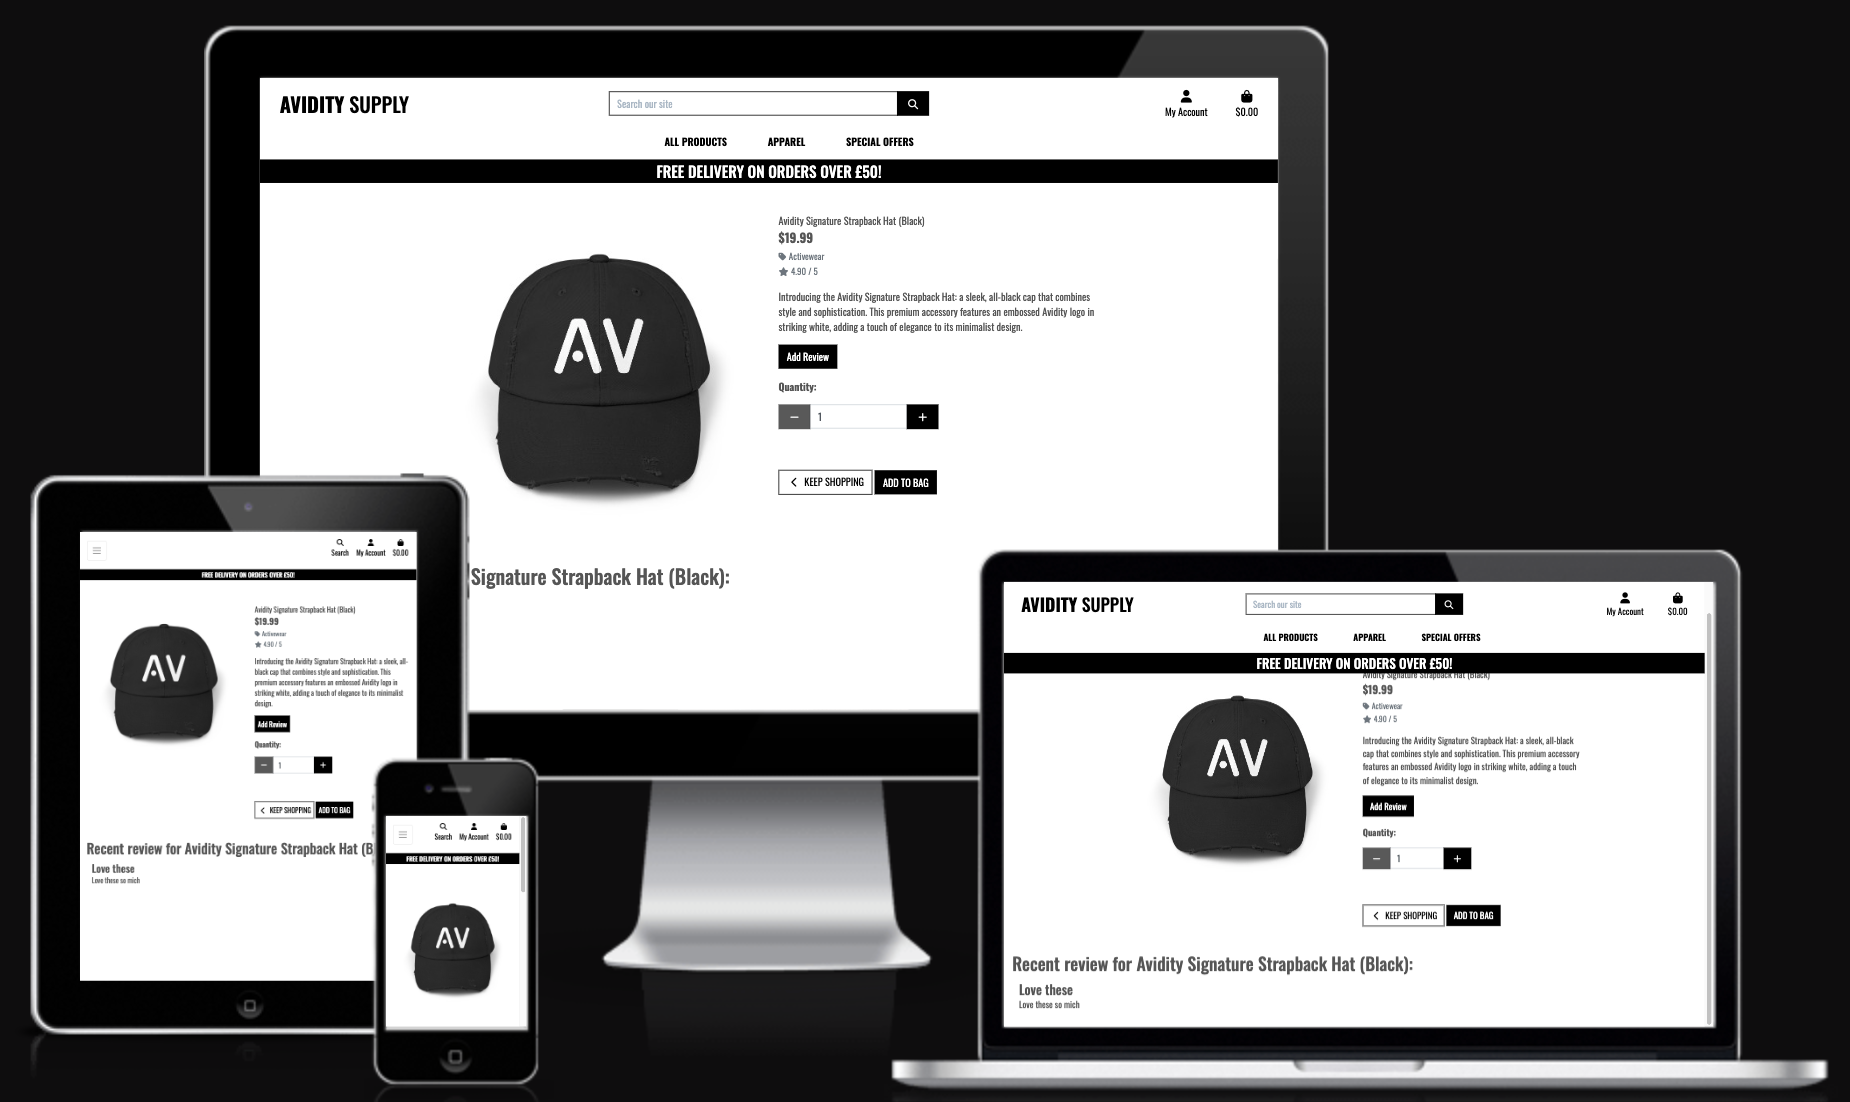 AVIDITY SUPPLY
Search our site
My Account
$0.00
ALL PRODUCTS APPAREL SPECIAL OFFERS
FREE DELIVERY ON ORDERS OVER £50!
AV
Avidity Signature Strapback Hat (Black)
$19.99
Activewear
4.90 / 5
Introducing the Avidity Signature Strapback Hat: a sleek, all-black cap that combines
style and sophistication. This premium accessory features an embossed Avidity logo in
striking white, adding a touch of elegance to its minimalist design.
Add Review
Quantity:
1
KEEP SHOPPING ADD TO BAG
Signature Strapback Hat (Black):
Search My Account $0.00
FREE DELIVERY ON ORDERS OVER £50!
AV
Avidity Signature Strapback Hat (Black)
$19.99
Activewear
4.90 / 5
Introducing the Avidity Signature Strapback Hat: a sleek, all-
black cap that combines style and sophistication. This
premium accessory features an embossed Avidity logo in
striking white, adding a touch of elegance to its minimalist
design.
Add Review
Quantity:
1
KEEP SHOPPING ADD TO BAG
Recent review for Avidity Signature Strapback Hat (B
Love these
Love these so mich
Search My Account $0.00
FREE DELIVERY ON ORDERS OVER £50!
AV
AVIDITY SUPPLY
Search our site
My Account
$0.00
ALL PRODUCTS APPAREL SPECIAL OFFERS
FREE DELIVERY ON ORDERS OVER £50!
Avidity Signature Strapback Hat (Black)
AV
$19.99
Activewear
4.90 / 5
Introducing the Avidity Signature Strapback Hat: a sleek, all-black
cap that combines style and sophistication. This premium accessory
features an embossed Avidity logo in striking white, adding a touch
of elegance to its minimalist design.
Add Review
Quantity:
1
KEEP SHOPPING ADD TO BAG
Recent review for Avidity Signature Strapback Hat (Black):
Love these
Love these so mich